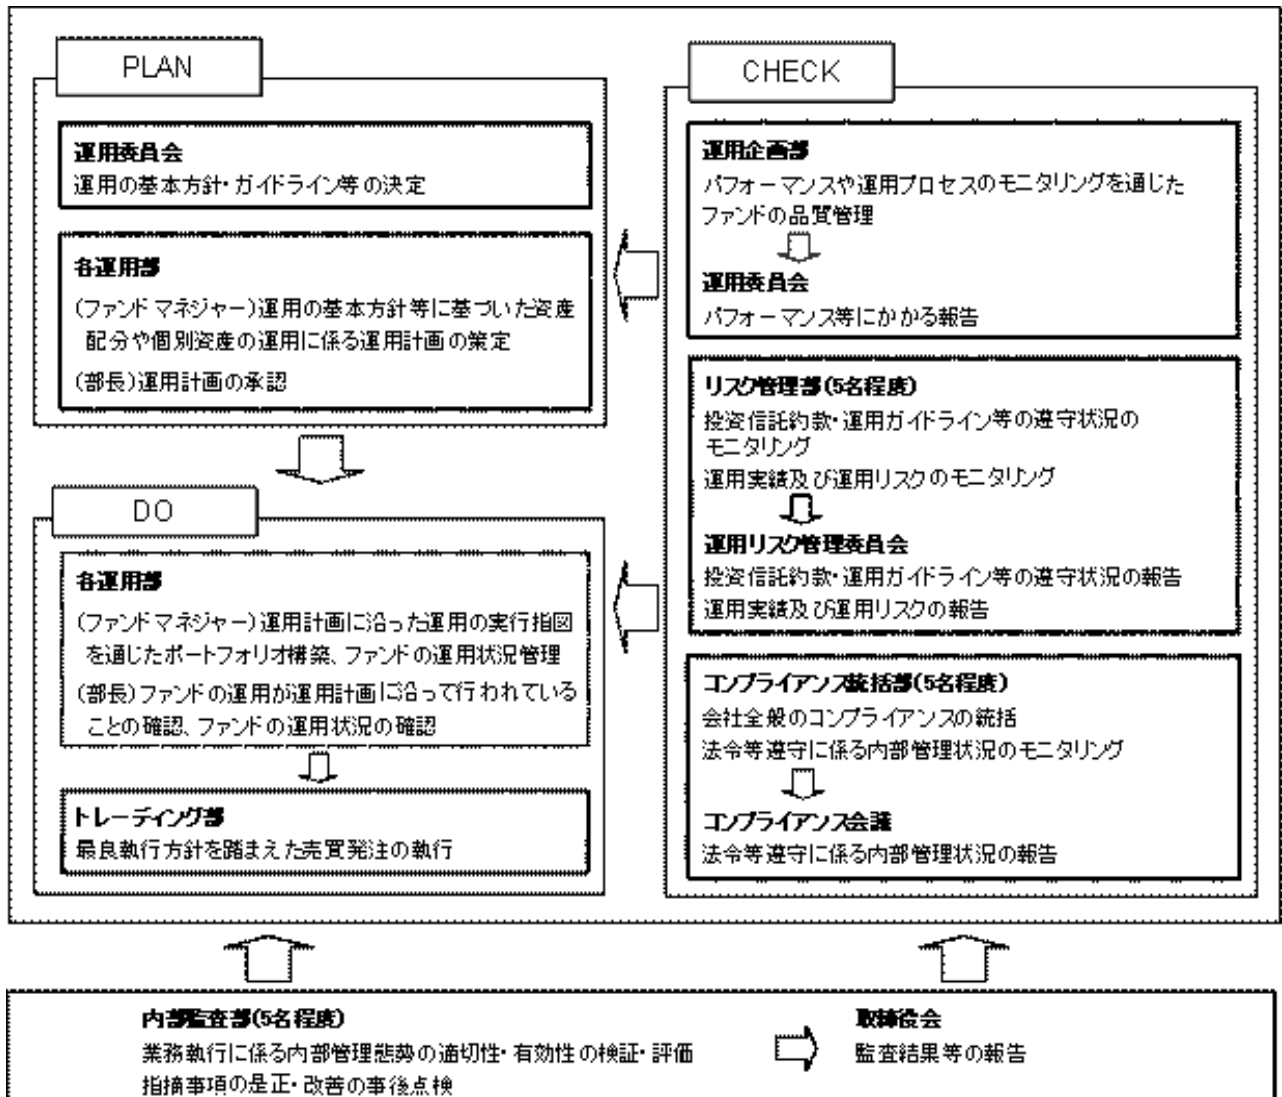 PLAN
運用委員会
運用の基本方針・ガイドライン等の決定
各運用部
(ファンドマネジャー)運用の基本方針等に基づいた資産
配分や個別資産の運用に係る運用計画の策定
(部長)運用計画の承認
DO
各運用部
(ファンドマネジャー)運用計画に沿った運用の実行指図
を通じたポートフォリオ構築、ファンドの運用状況管理
(部長)ファンドの運用が運用計画に沿って行われている
ことの確認、ファンドの運用状況の確認
トレーディング部
最良執行方針を踏まえた売買発注の執行
CHECK
運用企画部
パフォーマンスや運用プロセスのモニタリングを通じた
ファンドの品質管理
運用委員会
パフォーマンス等にかかる報告
リスク管理部(5名程度)
投資信託約款・運用ガイドライン等の遵守状況の
モニタリング
運用実績及び運用リスクのモニタリング
運用リスク管理委員会
投資信託約款・運用ガイドライン等の遵守状況の報告
運用実績及び運用リスクの報告
コンプライアンス統括部(5名程度)
会社全般のコンプライアンスの統括
法令等遵守に係る内部管理状況のモニタリング
コンプライアンス会議
法令等遵守に係る内部管理状況の報告
内部監査部(5名程度)
業務執行に係る内部管理態勢の適切性・有効性の検証・評価
指摘事項の是正・改善の事後点検
取締役会
監査結果等の報告